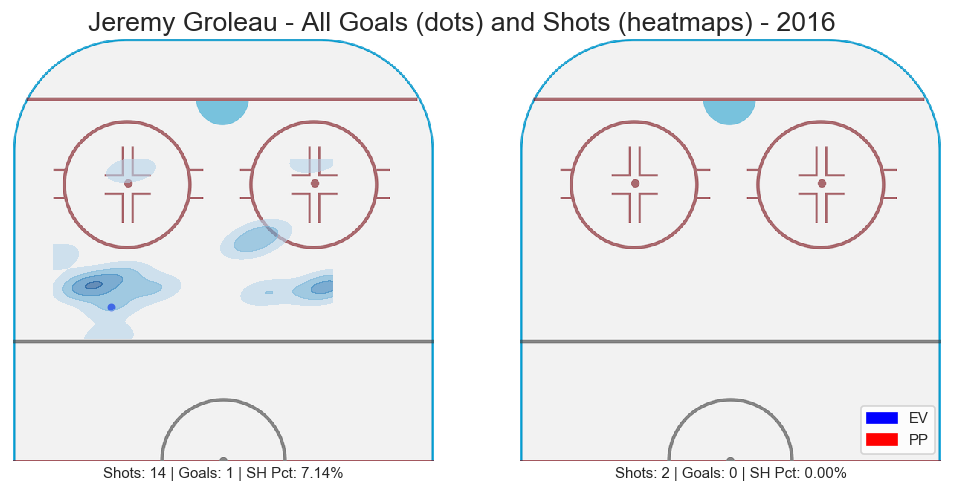 Jeremy Groleau - All Goals (dots) and Shots (heatmaps) - 2016
EV
PP
Shots: 14 | Goals: 1 | SH Pct: 7.14%
Shots: 2 | Goals: 0 | SH Pct: 0.00%